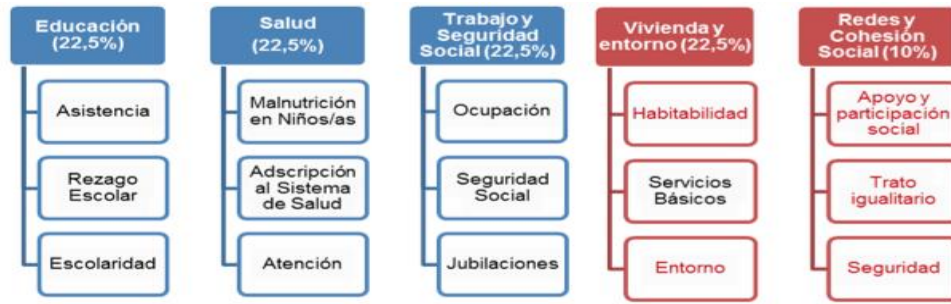 Educación
(22,5%)
Asistencia
Rezago
Escolar
Escolaridad
Salud
(22,5%)
Malnutrición
en Niños/as
Adscripción
al Sistema
de Salud
Atención
Trabajo y
Seguridad
Social (22,5%)
Ocupación
Seguridad
Social
Jubilaciones
Vivienda y
entorno (22,5%)
Habitabilidad
Servicios
Básicos
Entorno
Redes y
Cohesión
Social (10%)
Apoyo y
participación
social
Trato
igualitario
Seguridad